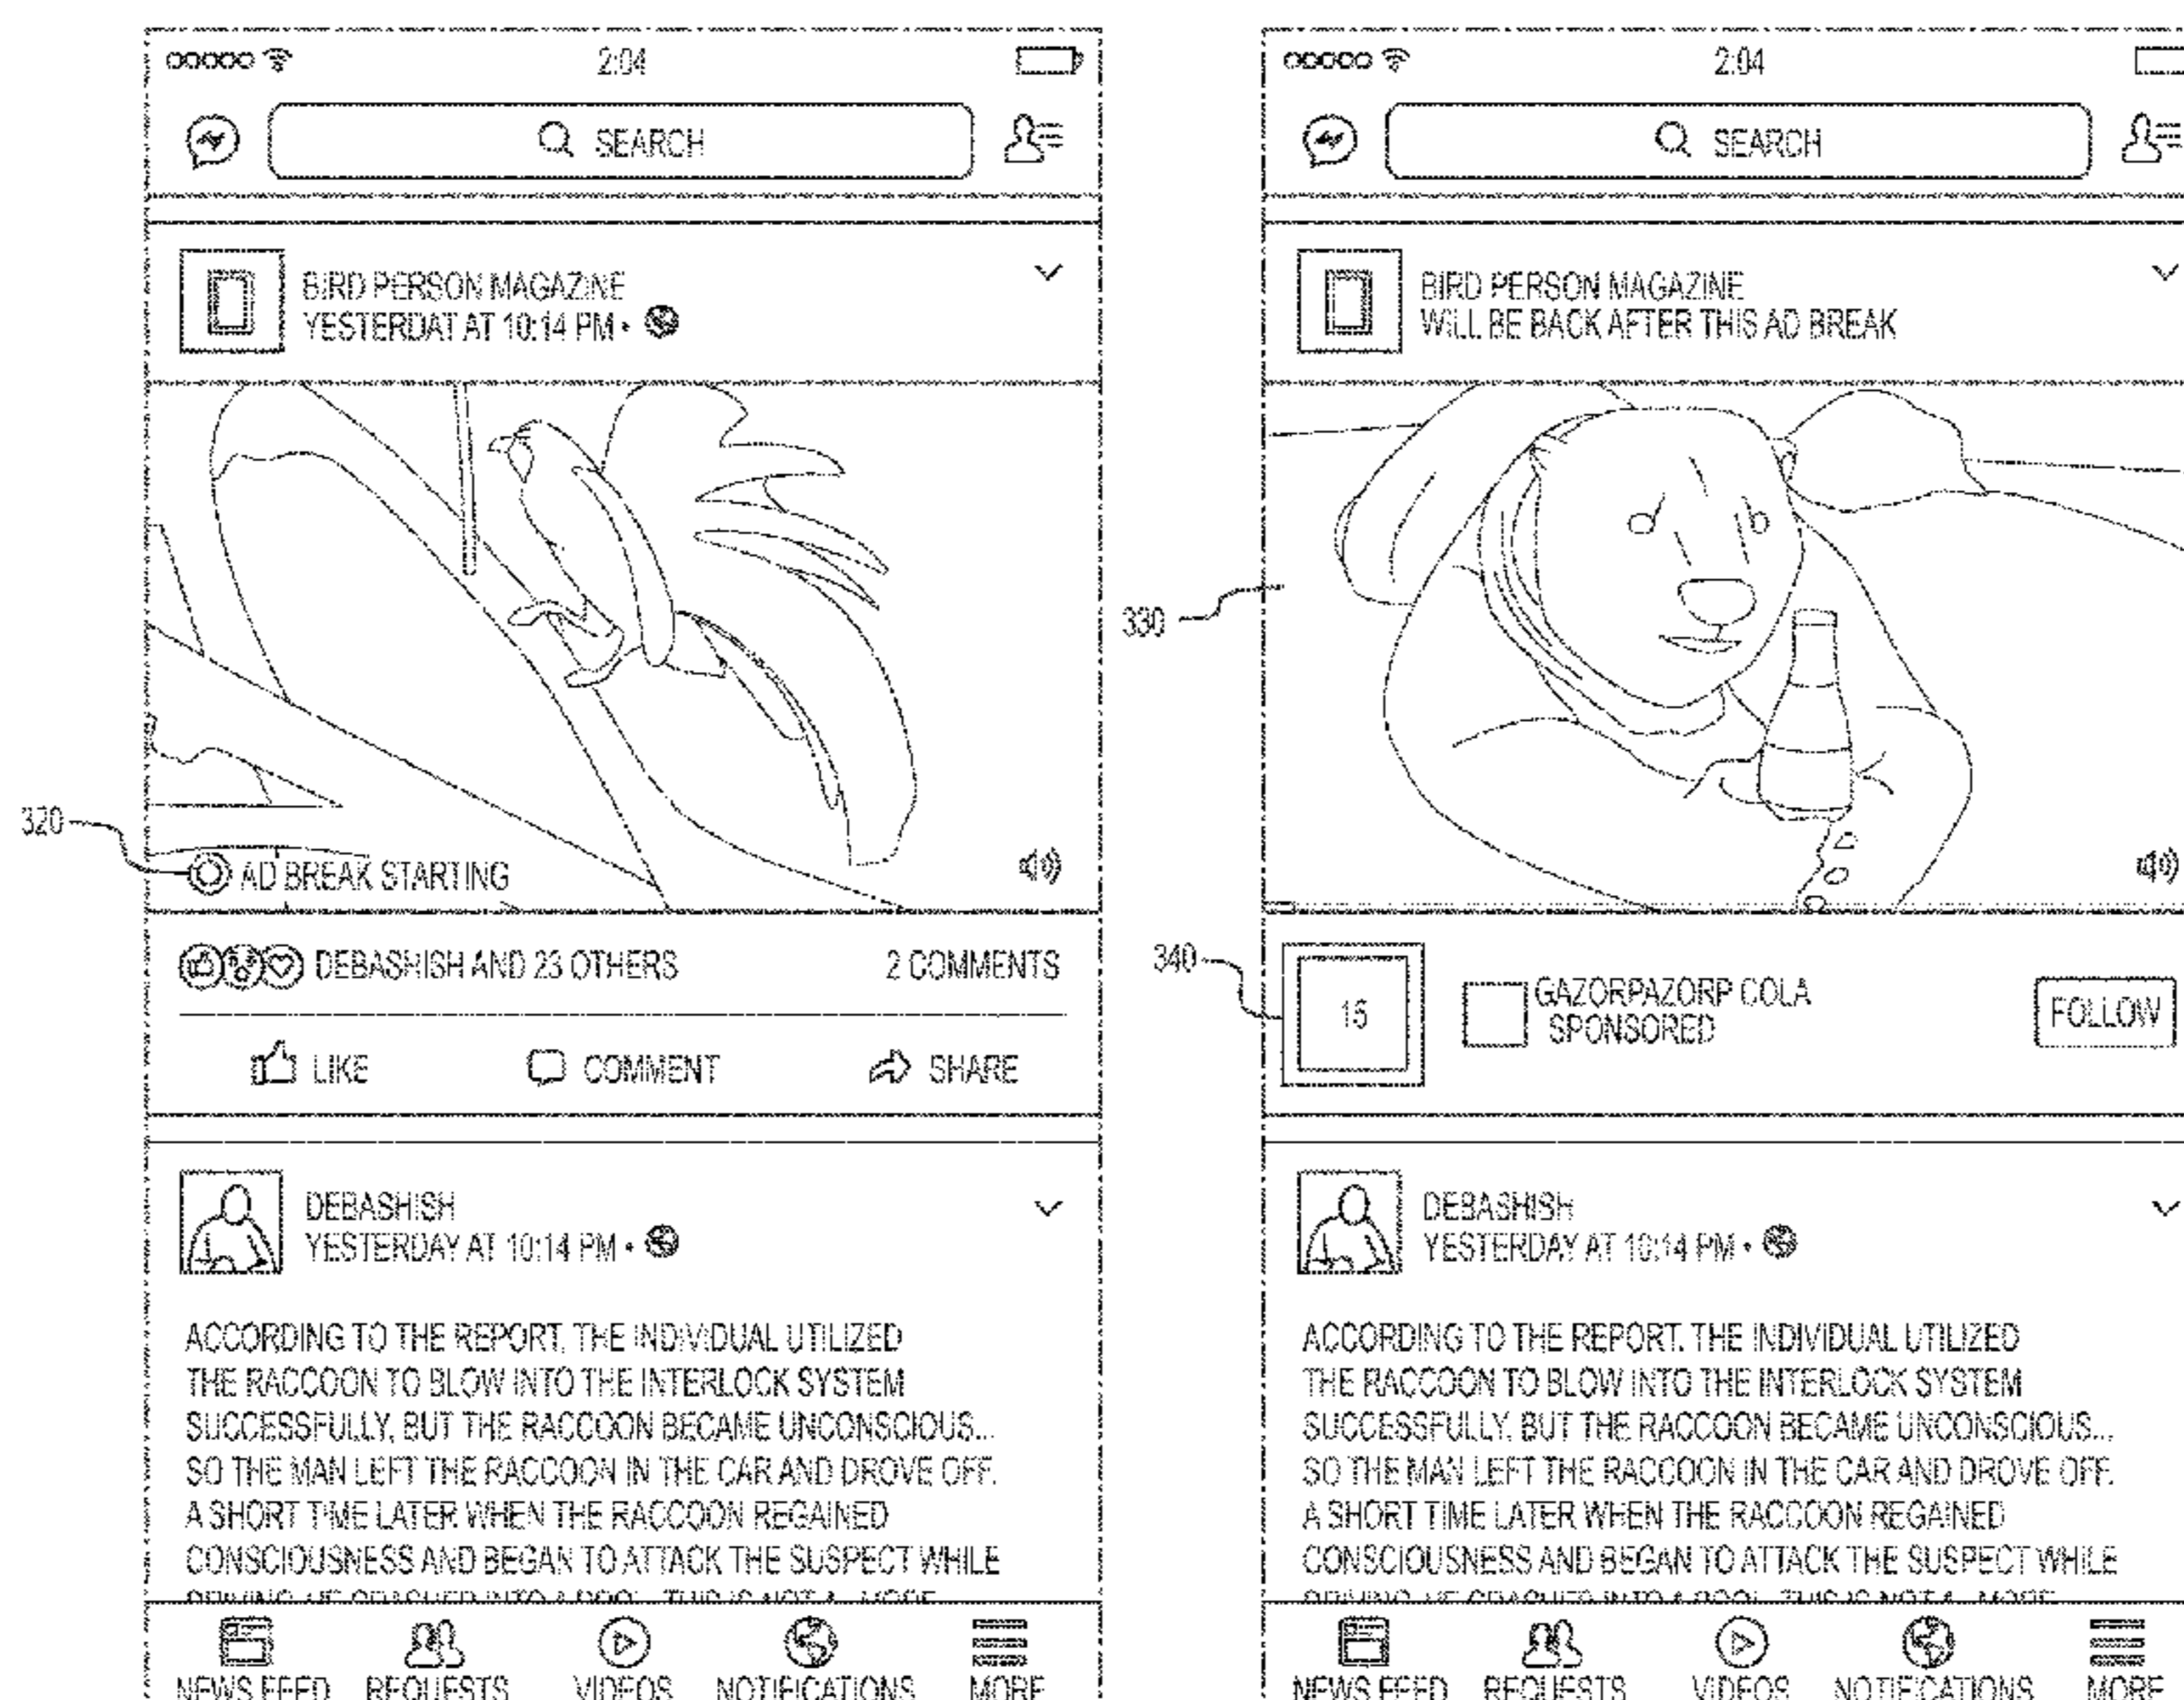 2:04
SEARCH
BIRD PERSON MAGAZINE
YESTERDAT AT 10:14 PM •
320
AD BREAK STARTING
DEBASHISH AND 23 OTHERS
2 COMMENTS
LIKE
COMMENT
SHARE
DEBASHISH
YESTERDAY AT 10:14 PM •
ACCORDING TO THE REPORT, THE INDIVIDUAL UTILIZED
THE RACCOON TO BLOW INTO THE INTERLOCK SYSTEM
SUCCESSFULLY, BUT THE RACCOON BECAME UNCONSCIOUS...
SO THE MAN LEFT THE RACCOON IN THE CAR AND DROVE OFF.
A SHORT TIME LATER WHEN THE RACCOON REGAINED
CONSCIOUSNESS AND BEGAN TO ATTACK THE SUSPECT WHILE
NEWS FEED
REQUESTS
VIDEOS
NOTIFICATIONS
MORE
2:04
SEARCH
BIRD PERSON MAGAZINE
WILL BE BACK AFTER THIS AD BREAK
330
340
15
GAZORPAZORP COLA
SPONSORED
FOLLOW
DEBASHISH
YESTERDAY AT 10:14 PM •
ACCORDING TO THE REPORT, THE INDIVIDUAL UTILIZED
THE RACCOON TO BLOW INTO THE INTERLOCK SYSTEM
SUCCESSFULLY, BUT THE RACCOON BECAME UNCONSCIOUS...
SO THE MAN LEFT THE RACCOON IN THE CAR AND DROVE OFF.
A SHORT TIME LATER WHEN THE RACCOON REGAINED
CONSCIOUSNESS AND BEGAN TO ATTACK THE SUSPECT WHILE
NEWS FEED
REQUESTS
VIDEOS
NOTIFICATIONS
MORE